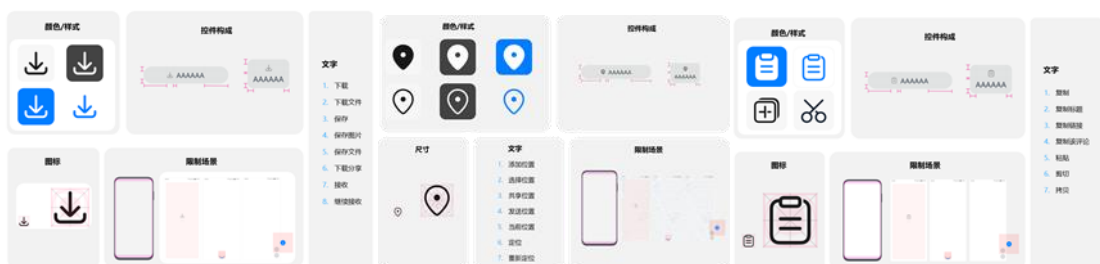 颜色/样式
控件构成
AAAAAA
AAAAAA
图标
限制场景
文字
1. 下载
2. 下载文件
3. 保存
4. 保存图片
5. 保存文件
6. 下载分享
7. 接收
8. 继续接收
颜色/样式
控件构成
AAAAAA
AAAAAA
尺寸
文字
1. 添加位置
2. 选择位置
3. 共享位置
4. 发送位置
5. 当前位置
6. 定位
7. 重新定位
限制场景
颜色/样式
控件构成
AAAAAA
AAAAAA
图标
限制场景
文字
1. 复制
2. 复制标题
3. 复制链接
4. 复制该评论
5. 粘贴
6. 剪切
7. 拷贝